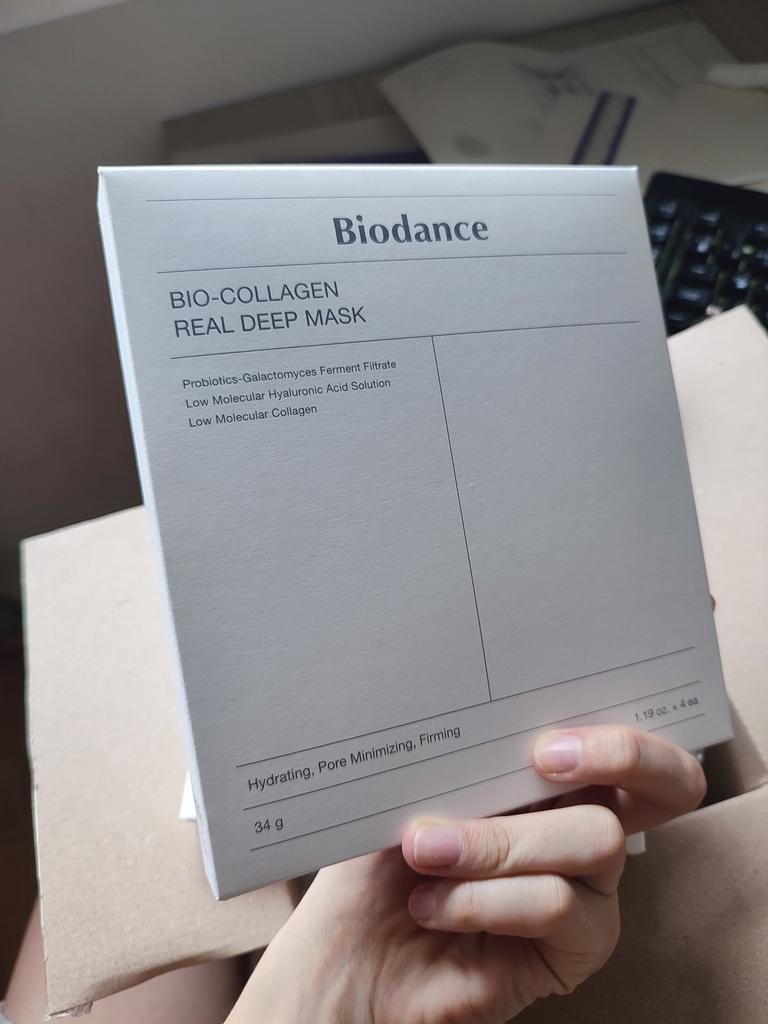 Biodance
BIO-COLLAGEN
REAL DEEP MASK
Probiotics-Galactomyces Ferment Filtrate
Low Molecular Hyaluronic Acid Solution
Low Molecular Collagen
Hydrating, Pore Minimizing, Firming
1.19 oz. x 4 ea
34 g